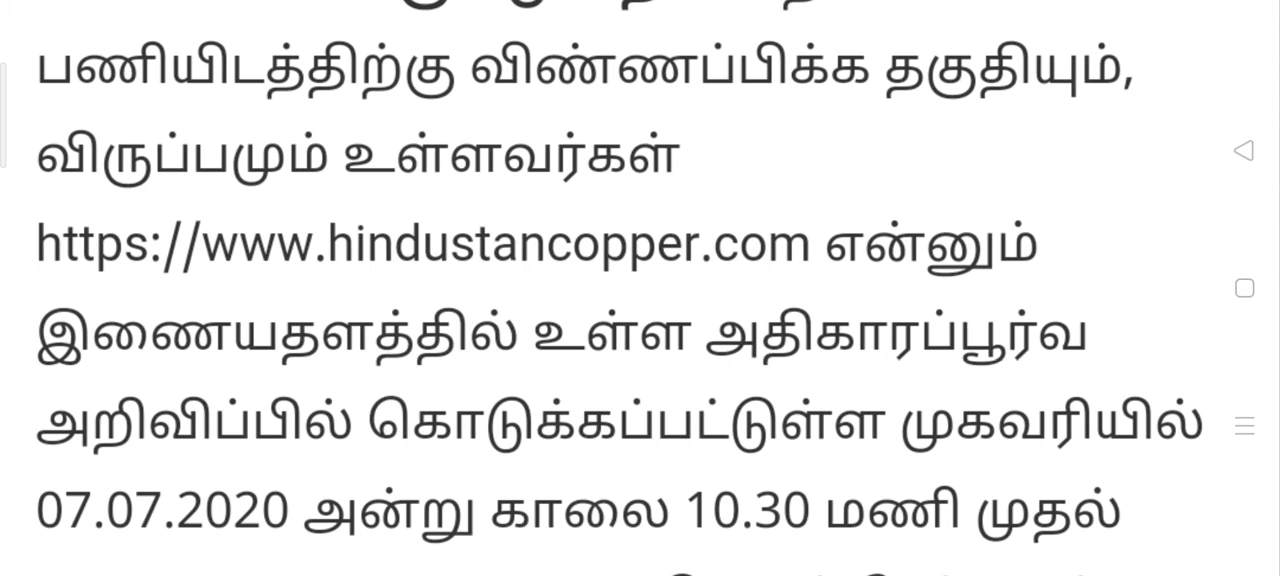 பணியிடத்திற்கு விண்ணப்பிக்க தகுதியும்,
விருப்பமும் உள்ளவர்கள்
https://www.hindustancopper.com என்னும்
இணையதளத்தில் உள்ள அதிகாரப்பூர்வ
அறிவிப்பில் கொடுக்கப்பட்டுள்ள முகவரியில்
07.07.2020 அன்று காலை 10.30 மணி முதல்